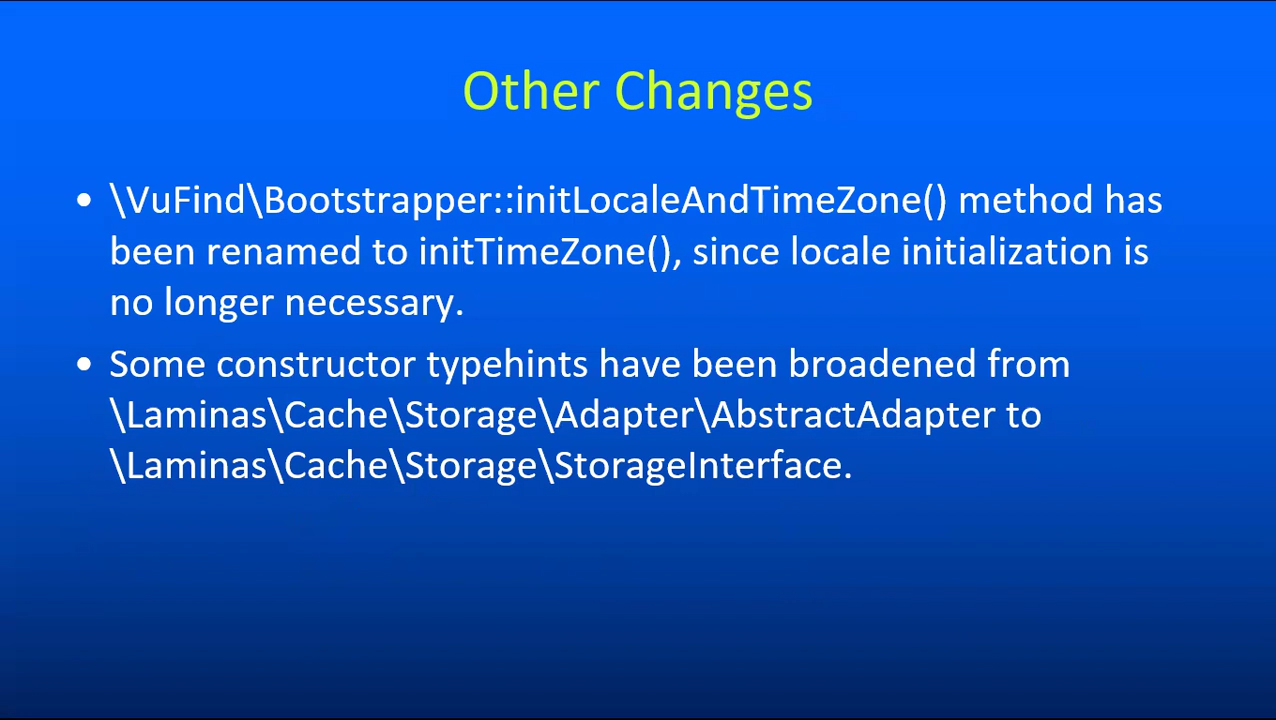 Other Changes
• \VuFind\Bootstrapper::initLocaleAndTimeZone() method has
been renamed to initTimeZone(), since locale initialization is
no longer necessary.
• Some constructor typehints have been broadened from
\Laminas\Cache\Storage\Adapter\AbstractAdapter to
\Laminas\Cache\Storage\StorageInterface.